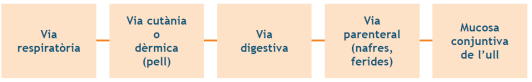 Via
respiratòria
Via cutània
o
dèrmica
(pell)
Via
digestiva
Via
parenteral
(nafres,
ferides)
Mucosa
conjuntiva
de l’ull